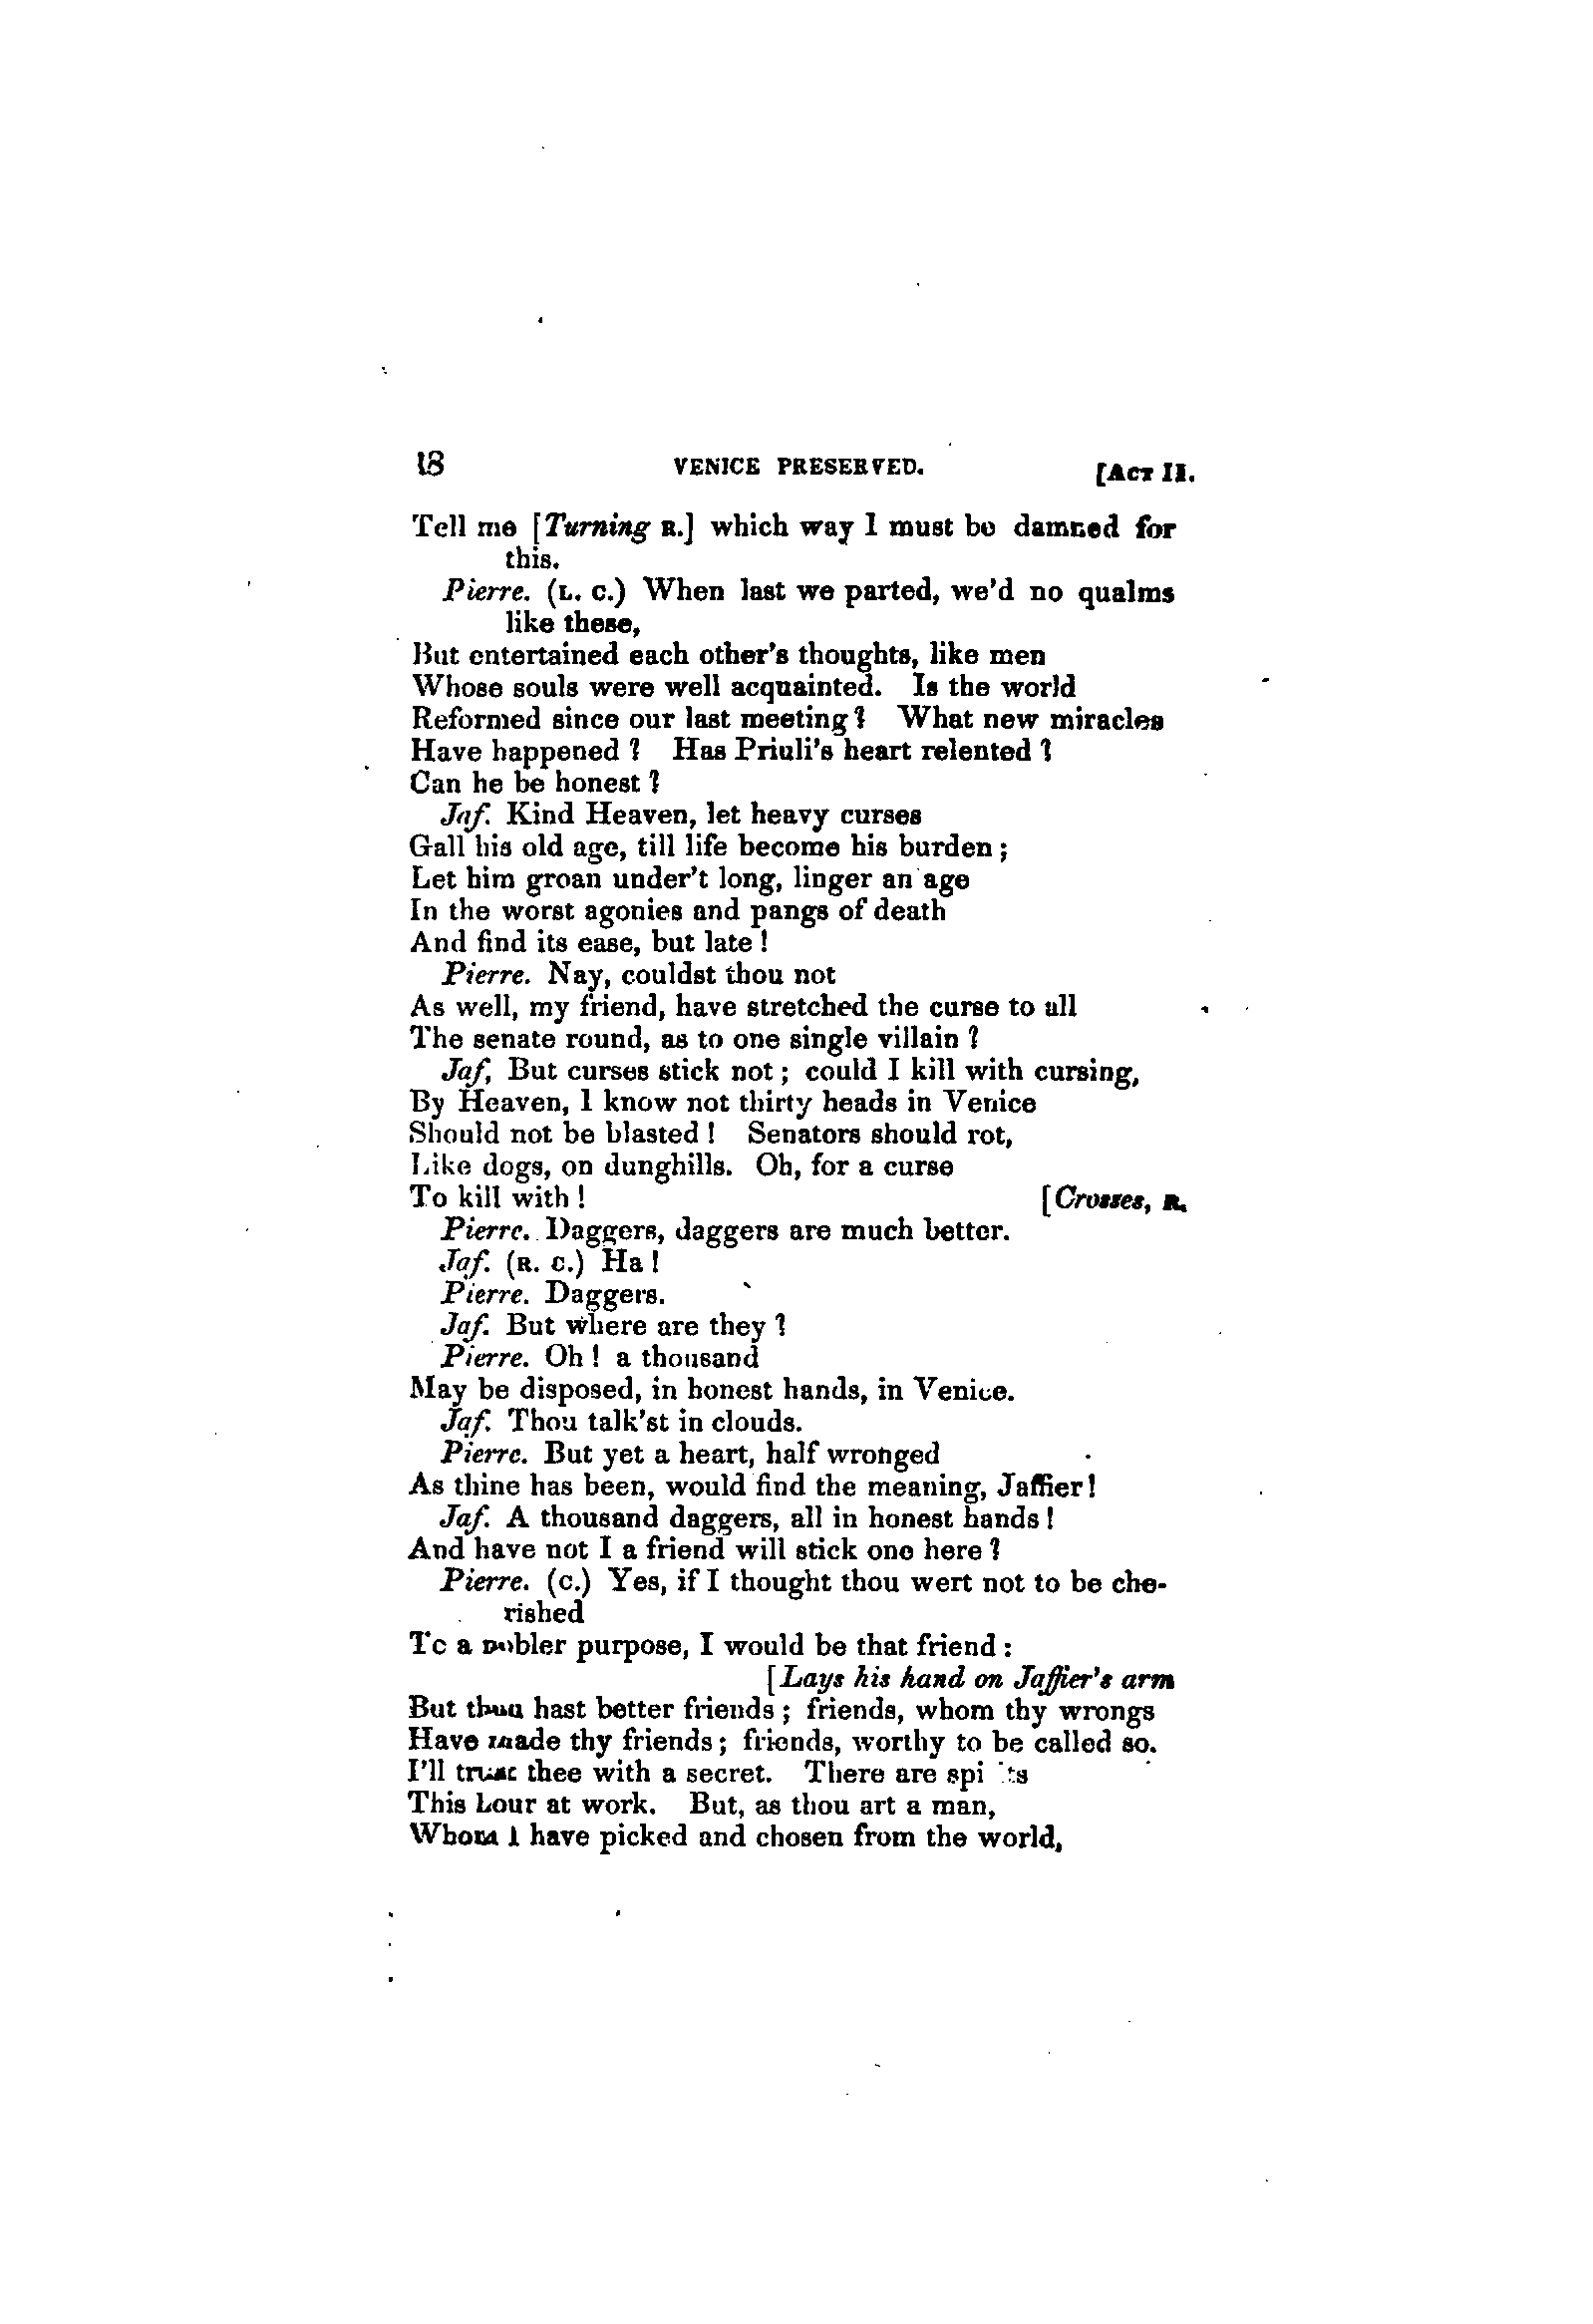 18 VENICE PRESERVED. [ACT II.
Tell me [Turning R.] which way I must be damned for
this.
Pierre. (L. C.) When last we parted, we'd no qualms
like these,
But entertained each other's thoughts, like men
Whose souls were well acquainted. Is the world
Reformed since our last meeting? What new miracles
Have happened? Has Priuli's heart relented?
Can he be honest?
Jaf. Kind Heaven, let heavy curses
Gall his old age, till life become his burden;
Let him groan under't long, linger an age
In the worst agonies and pangs of death
And find its ease, but late!
Pierre. Nay, couldst thou not
As well, my friend, have stretched the curse to all
The senate round, as to one single villain?
Jaf, But curses stick not; could I kill with cursing,
By Heaven, I know not thirty heads in Venice
Should not be blasted! Senators should rot,
Like dogs, on dunghills. Oh, for a curse
To kill with! [Crosses, R.
Pierre. Daggers, daggers are much better.
Jaf. (R. C.) Ha!
Pierre. Daggers.
Jaf. But where are they?
Pierre. Oh! a thousand
May be disposed, in honest hands, in Venice.
Jaf. Thou talk'st in clouds.
Pierre. But yet a heart, half wronged
As thine has been, would find the meaning, Jaffier!
Jaf. A thousand daggers, all in honest hands!
And have not I a friend will stick one here?
Pierre. (C.) Yes, if I thought thou wert not to be che-
rished
To a nobler purpose, I would be that friend:
[Lays his hand on Jaffier's arm
But thou hast better friends; friends, whom thy wrongs
Have made thy friends; friends, worthy to be called so.
I'll trust thee with a secret. There are spi ts
This hour at work. But, as thou art a man,
Whom I have picked and chosen from the world,